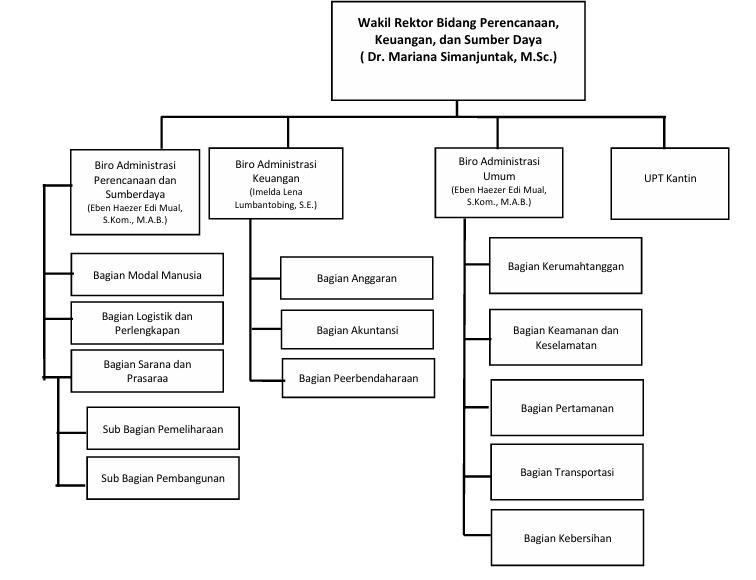 Wakil Rektor Bidang Perencanaan,
Keuangan, dan Sumber Daya
( Dr. Mariana Simanjuntak, M.Sc.)
Biro Administrasi
Perencanaan dan
Sumberdaya
(Eben Haezer Edi Mual,
S.Kom., M.A.B.)
Biro Administrasi
Keuangan
(Imelda Lena
Lumbantobing, S.E.)
Biro Administrasi
Umum
(Eben Haezer Edi Mual,
S.Kom., M.A.B.)
UPT Kantin
Bagian Modal Manusia
Bagian Logistik dan
Perlengkapan
Bagian Sarana dan
Prasaraa
Sub Bagian Pemeliharaan
Sub Bagian Pembangunan
Bagian Anggaran
Bagian Akuntansi
Bagian Peerbendaharaan
Bagian Kerumahtanggan
Bagian Keamanan dan
Keselamatan
Bagian Pertamanan
Bagian Transportasi
Bagian Kebersihan